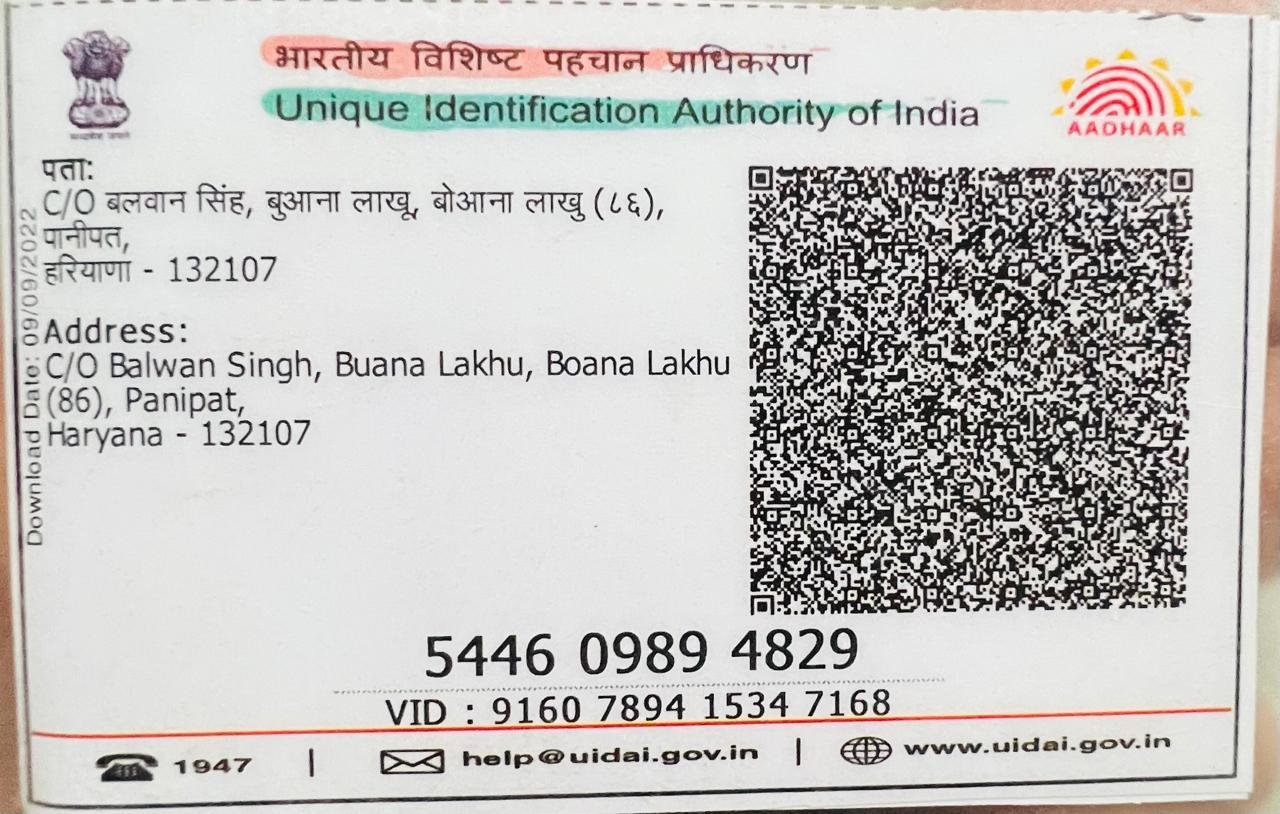 भारतीय विशिष्ट पहचान प्राधिकरण
Unique Identification Authority of India
AADHAAR
पता:
C/O बलवान सिंह, बुआना लाखू, बोआना लाखु (८६),
पानीपत,
हरियाणा - 132107
Address:
C/O Balwan Singh, Buana Lakhu, Boana Lakhu
(86), Panipat,
Haryana - 132107
Download Date: 09/09/2022
5446 0989 4829
VID : 9160 7894 1534 7168
1947 | help@uidai.gov.in | www.uidai.gov.in